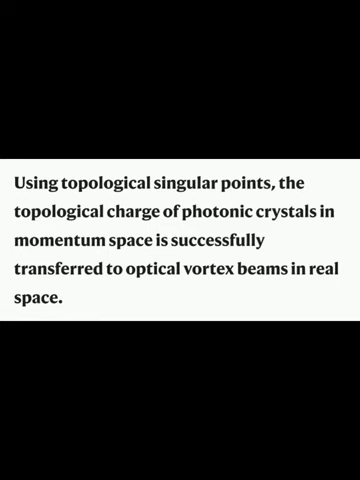 Using topological singular points, the
topological charge of photonic crystals in
momentum space is successfully
transferred to optical vortex beams in real
space.